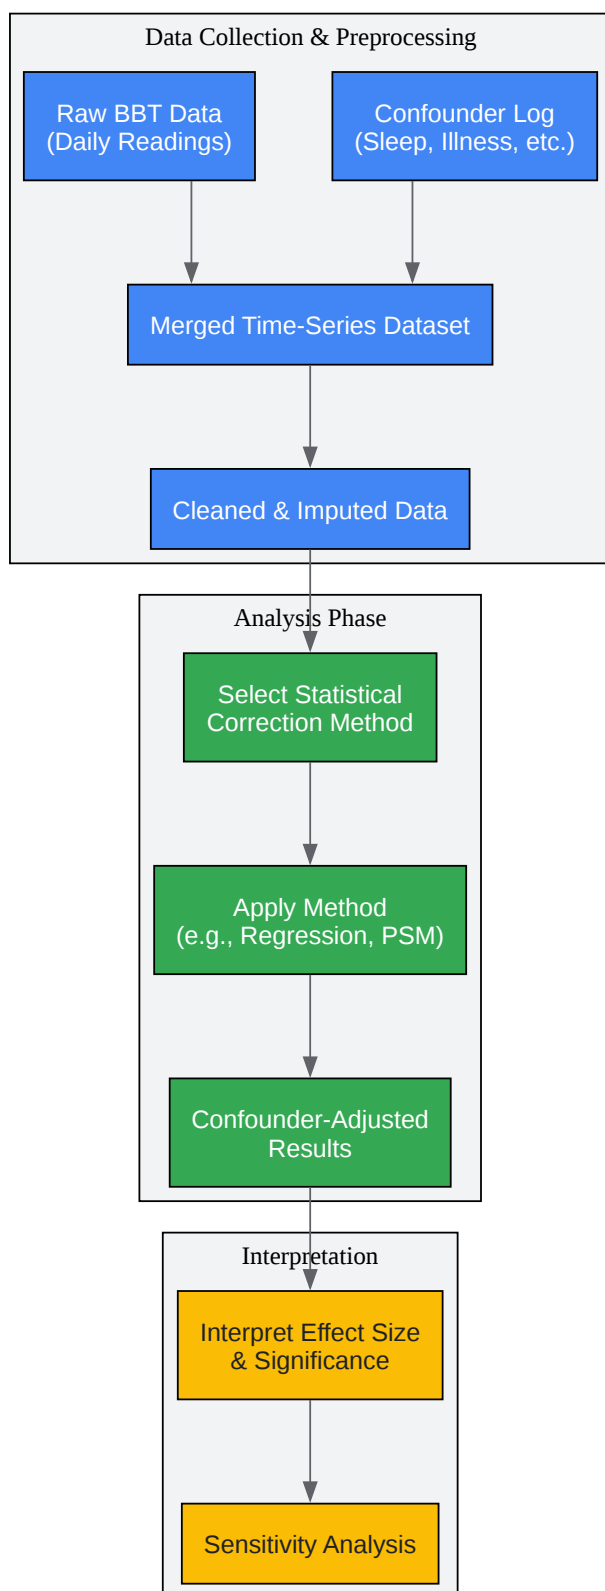 Data Collection & Preprocessing
Raw BBT Data
(Daily Readings)
Confounder Log
(Sleep, Illness, etc.)
Merged Time-Series Dataset
Cleaned & Imputed Data
Analysis Phase
Select Statistical
Correction Method
Apply Method
(e.g., Regression, PSM)
Confounder-Adjusted
Results
Interpretation
Interpret Effect Size
& Significance
Sensitivity Analysis